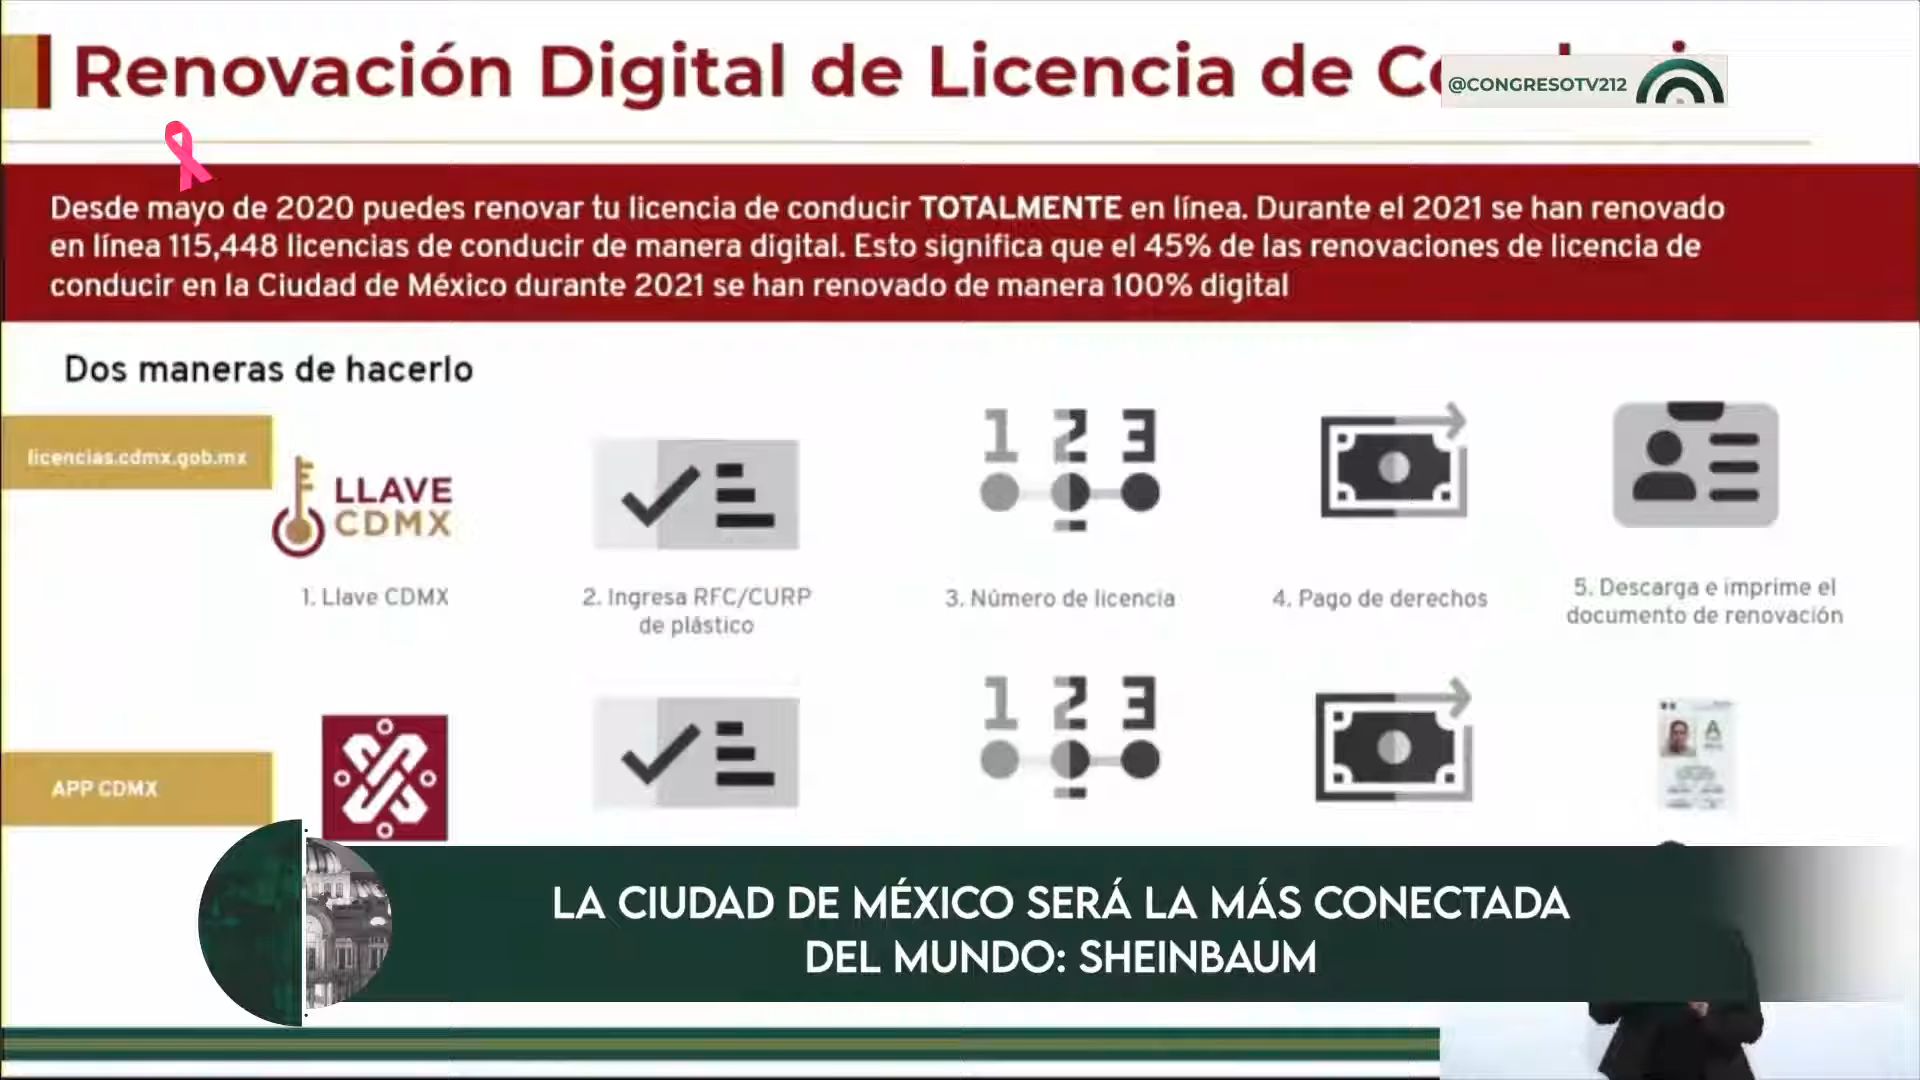 Renovación Digital de Licencia de
@CONGRESOTV212
Desde mayo de 2020 puedes renovar tu licencia de conducir TOTALMENTE en línea. Durante el 2021 se han renovado
en línea 115,448 licencias de conducir de manera digital. Esto significa que el 45% de las renovaciones de licencia de
conducir en la Ciudad de México durante 2021 se han renovado de manera 100% digital
Dos maneras de hacerlo
licencias.cdmx.gob.mx
LLAVE
CDMX
1 2 3
1. Llave CDMX
2. Ingresa RFC/CURP
de plástico
3. Número de licencia
4. Pago de derechos
5. Descarga e imprime el
documento de renovación
APP CDMX
1 2 3
A
LA CIUDAD DE MÉXICO SERÁ LA MÁS CONECTADA
DEL MUNDO: SHEINBAUM